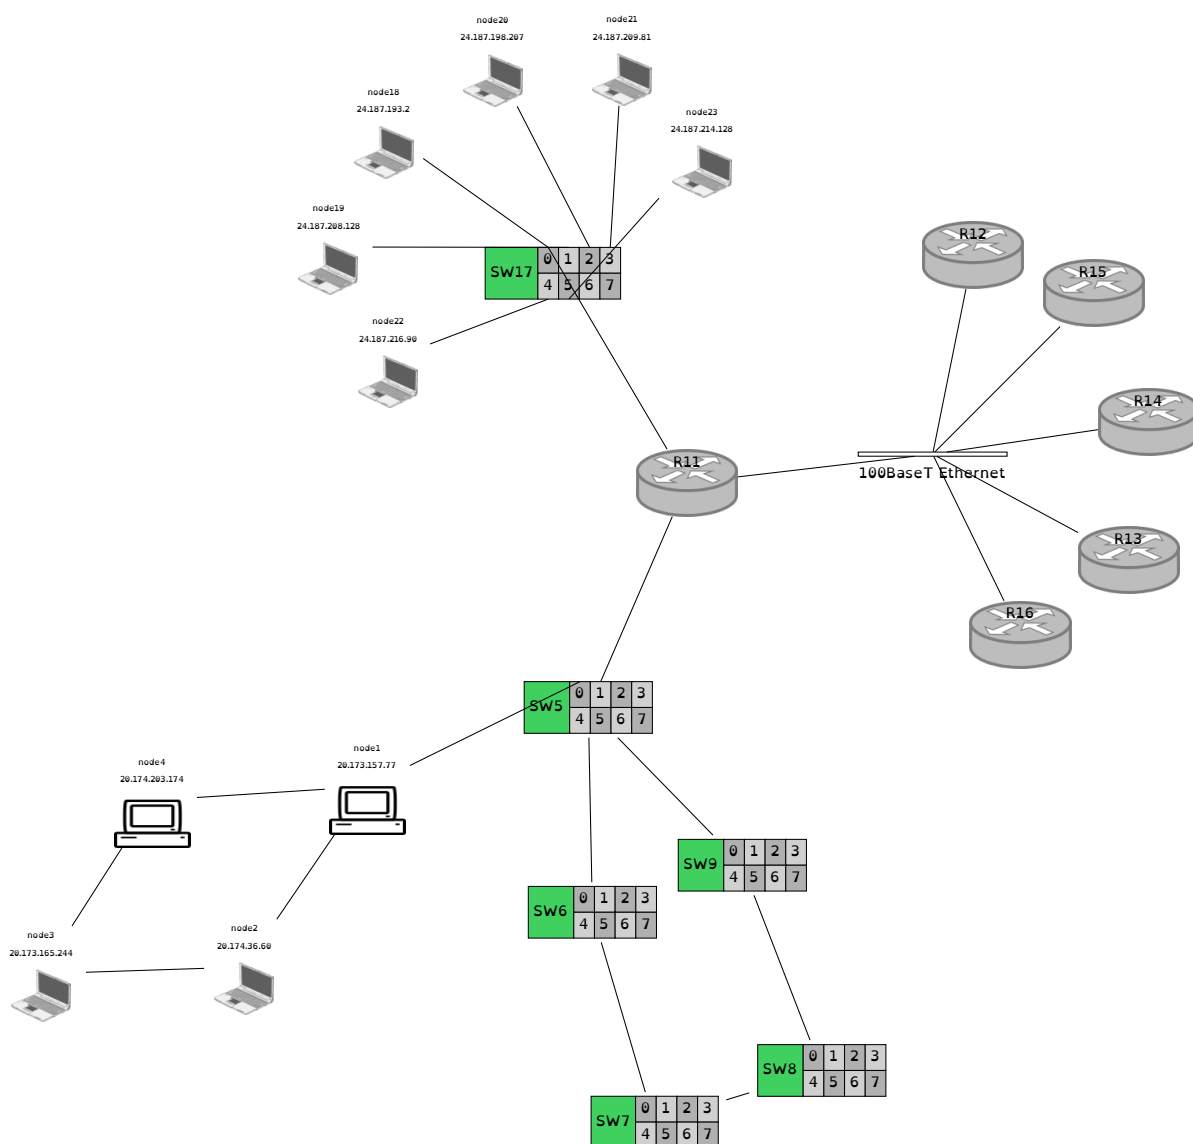 node20
24.187.198.207
node21
24.187.209.81
node18
24.187.193.2
node23
24.187.214.128
node19
24.187.208.128
SW17 0 1 2 3
4 5 6 7
node22
24.187.216.90
R12
R15
R14
R11
100BaseT Ethernet
R13
R16
SW5 0 1 2 3
4 5 6 7
node1
20.173.157.77
node4
20.174.203.174
SW9 0 1 2 3
4 5 6 7
SW6 0 1 2 3
4 5 6 7
node2
20.174.36.60
node3
20.173.165.244
SW8 0 1 2 3
4 5 6 7
SW7 0 1 2 3
4 5 6 7